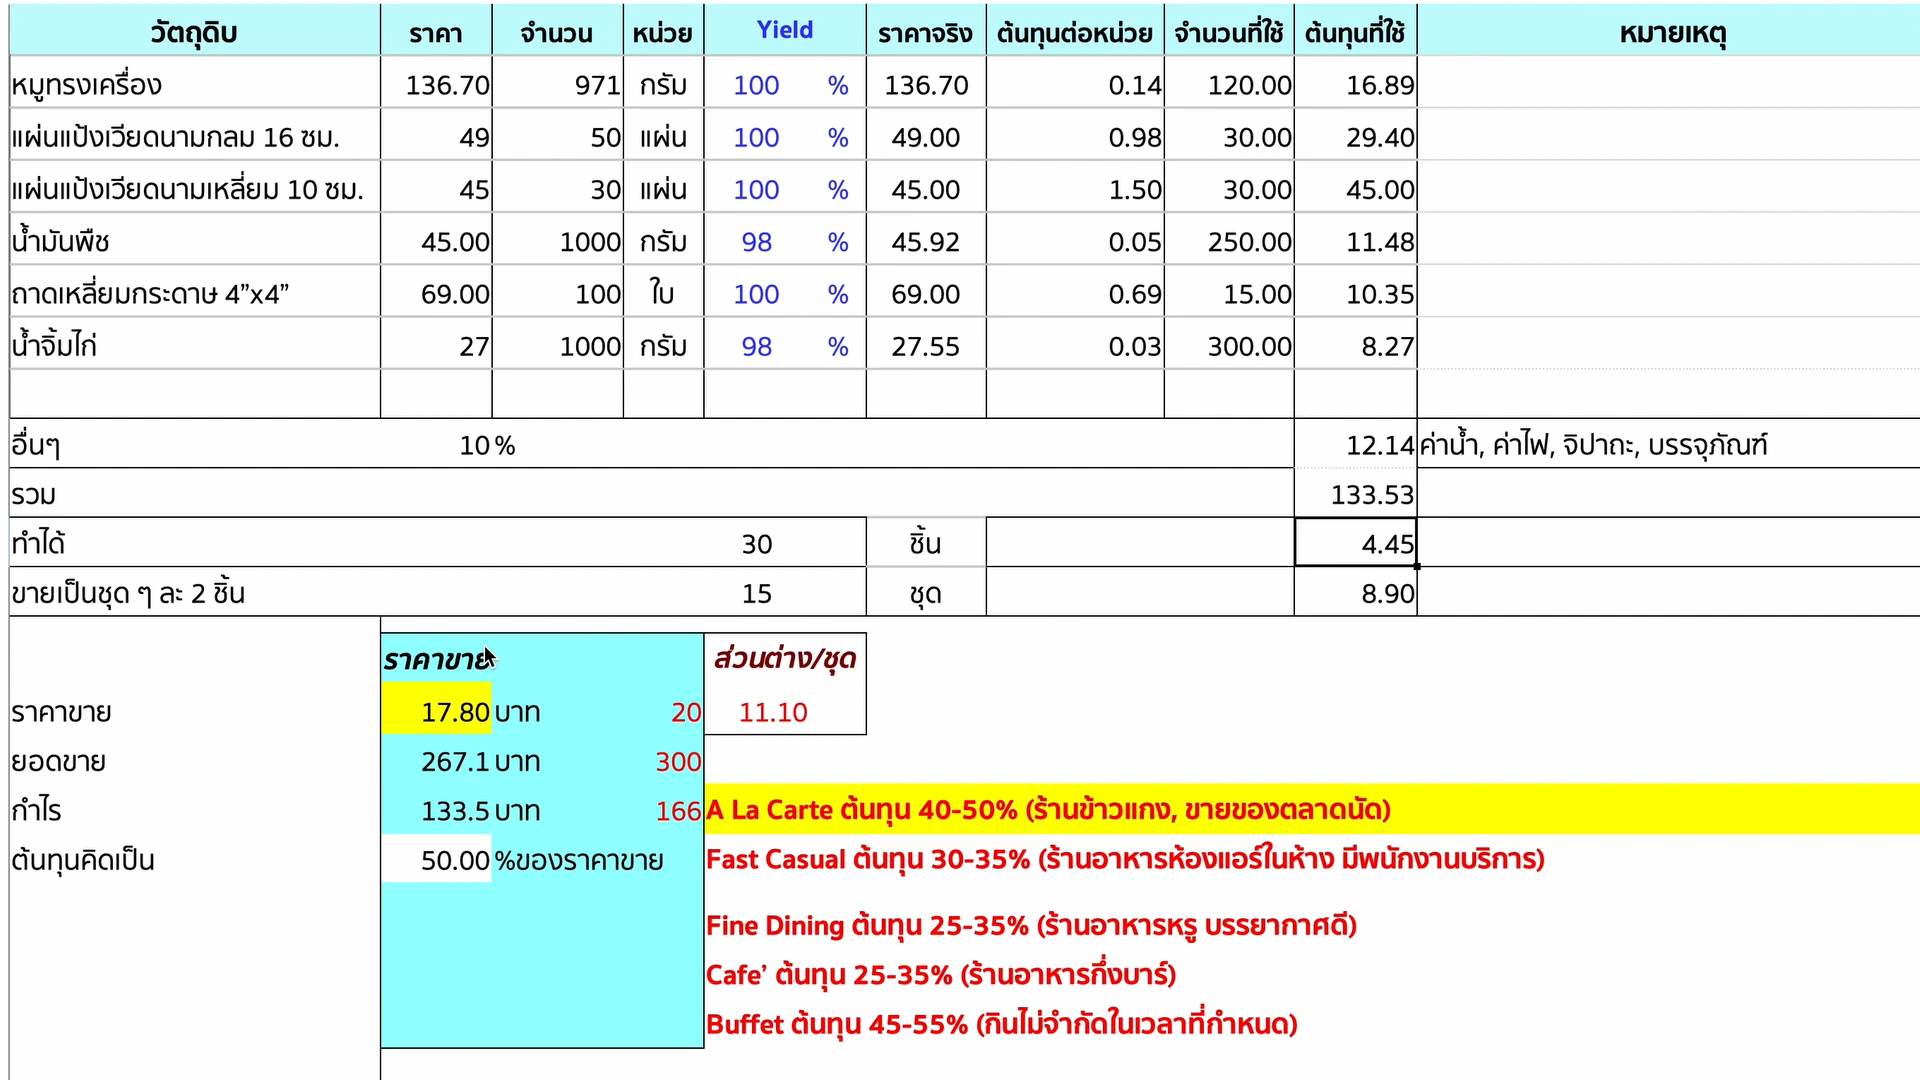 วัตถุดิบ ราคา จำนวน หน่วย Yield ราคาจริง ต้นทุนต่อหน่วย จำนวนที่ใช้ ต้นทุนที่ใช้ หมายเหตุ
หมูทรงเครื่อง 136.70 971 กรัม 100 % 136.70 0.14 120.00 16.89
แผ่นแป้งเวียดนามกลม 16 ซม. 49 50 แผ่น 100 % 49.00 0.98 30.00 29.40
แผ่นแป้งเวียดนามเหลี่ยม 10 ซม. 45 30 แผ่น 100 % 45.00 1.50 30.00 45.00
น้ำมันพืช 45.00 1000 กรัม 98 % 45.92 0.05 250.00 11.48
ถาดเหลี่ยมกระดาษ 4”x4” 69.00 100 ใบ 100 % 69.00 0.69 15.00 10.35
น้ำจิ้มไก่ 27 1000 กรัม 98 % 27.55 0.03 300.00 8.27
อื่นๆ 10 % 12.14 ค่าน้ำ, ค่าไฟ, จิปาถะ, บรรจุภัณฑ์
รวม 133.53
ทำได้ 30 ชิ้น 4.45
ขายเป็นชุด ๆ ละ 2 ชิ้น 15 ชุด 8.90
ราคาขาย ส่วนต่าง/ชุด
ราคาขาย 17.80 บาท 20 11.10
ยอดขาย 267.1 บาท 300
กำไร 133.5 บาท 166 A La Carte ต้นทุน 40-50% (ร้านข้าวแกง, ขายของตลาดนัด)
ต้นทุนคิดเป็น 50.00 %ของราคาขาย Fast Casual ต้นทุน 30-35% (ร้านอาหารห้องแอร์ในห้าง มีพนักงานบริการ)
Fine Dining ต้นทุน 25-35% (ร้านอาหารหรู บรรยากาศดี)
Cafe’ ต้นทุน 25-35% (ร้านอาหารกึ่งบาร์)
Buffet ต้นทุน 45-55% (กินไม่จำกัดในเวลาที่กำหนด)